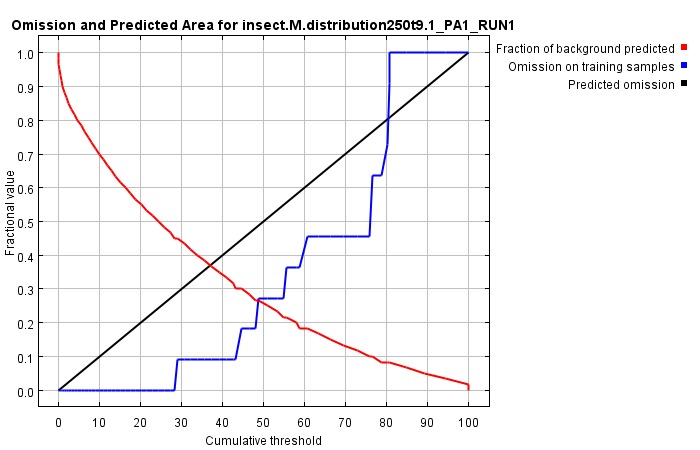 Omission and Predicted Area for insect.M.distribution250t9.1_PA1_RUN1
Fraction of background predicted
Omission on training samples
Predicted omission
1.0
0.9
0.8
0.7
0.6
0.5
0.4
0.3
0.2
0.1
0.0
Fractional value
0 10 20 30 40 50 60 70 80 90 100
Cumulative threshold